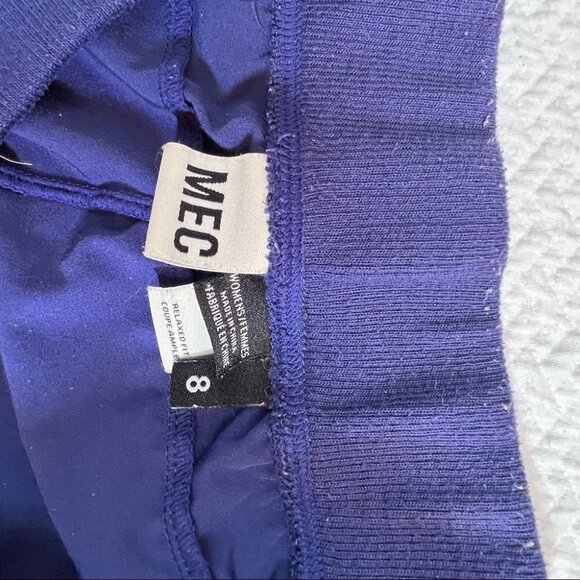 MEC
WOMENS/FEMMES
MADE IN CHINA
FABRIQUÉ EN CHINE
RELAXED FIT
COUPE AMPLE
8